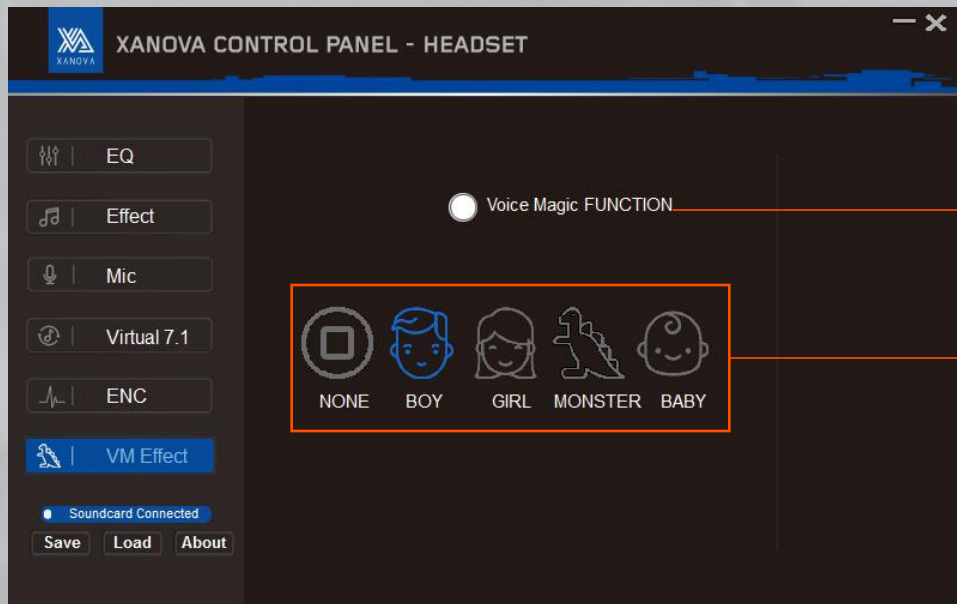 XANOVA
XANOVA CONTROL PANEL - HEADSET
EQ
Effect
Mic
Virtual 7.1
ENC
VM Effect
Soundcard Connected
Save Load About
Voice Magic FUNCTION
NONE BOY GIRL MONSTER BABY